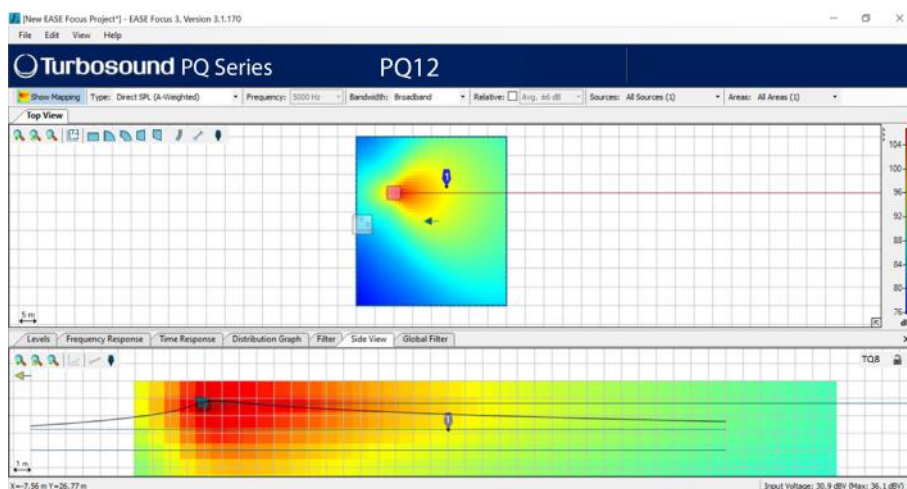 [New EASE Focus Project*] - EASE Focus 3, Version 3.1.170
File Edit View Help
Turbosound PQ Series PQ12
Show Mapping Type: Direct SPL (A-Weighted) Frequency: 5000 Hz Bandwidth: Broadband Relative: Avg. ±6 dB Sources: All Sources (1) Areas: All Areas (1)
Top View
104
100
96
92
88
84
80
76
1
5 m
Levels Frequency Response Time Response Distribution Graph Filter Side View Global Filter
TQ8
1 m
X=-7.56 m Y=26.77 m Input Voltage: 30.9 dBV (Max: 36.1 dBV)